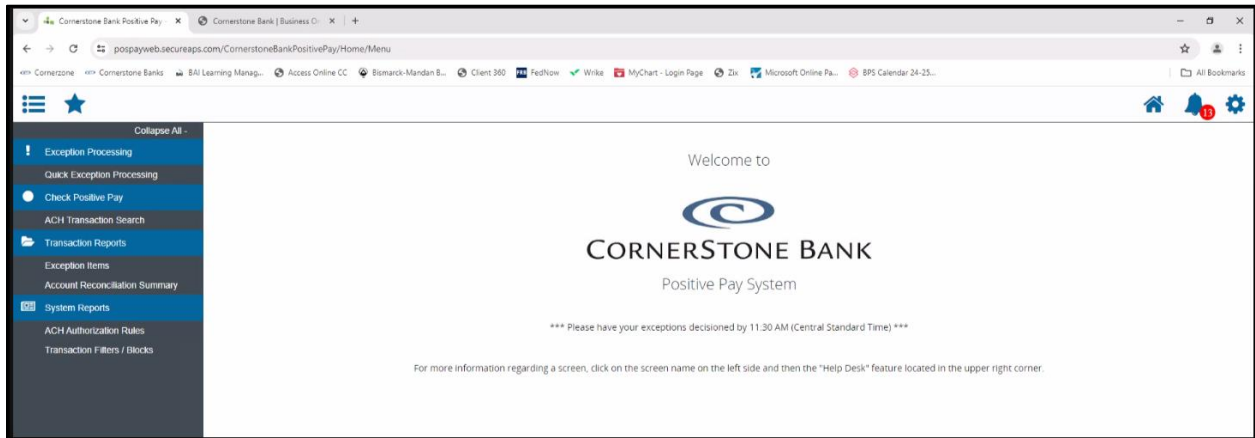 Cornerstone Bank Positive Pay -
Cornerstone Bank | Business O
pospayweb.secureaps.com/CornerstoneBankPositivePay/Home/Menu
Cornerzone Cornerstone Banks BAI Learning Manag... Access Online CC Bismarck-Mandan B... Client 360 FedNow Wrike MyChart - Login Page Zix Microsoft Online Pa... BPS Calendar 24-25... All Bookmarks
13
Collapse All -
Exception Processing
Quick Exception Processing
Check Positive Pay
ACH Transaction Search
Transaction Reports
Exception Items
Account Reconciliation Summary
System Reports
ACH Authorization Rules
Transaction Filters / Blocks
Welcome to
CORNERSTONE BANK
Positive Pay System
*** Please have your exceptions decisioned by 11:30 AM (Central Standard Time) ***
For more information regarding a screen, click on the screen name on the left side and then the "Help Desk" feature located in the upper right corner.